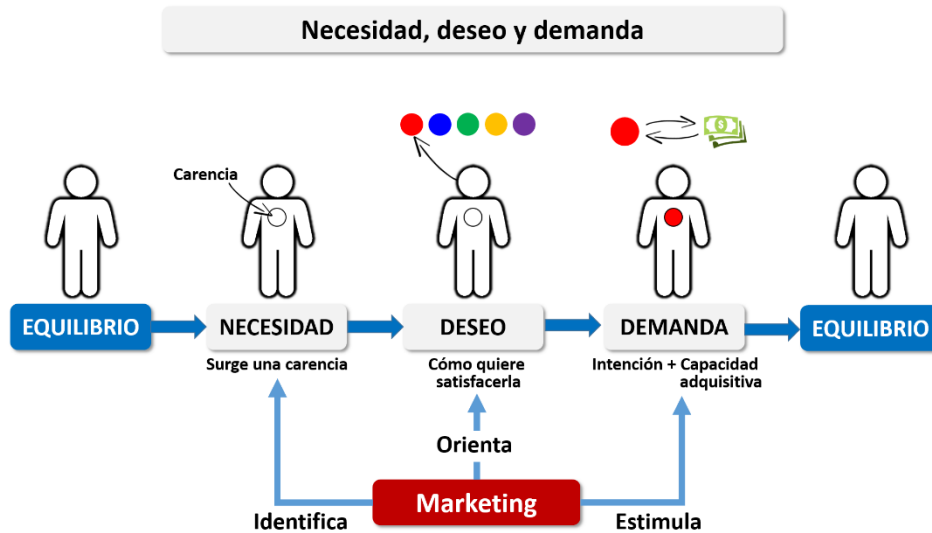 Necesidad, deseo y demanda
Carencia
$
EQUILIBRIO
NECESIDAD
DESEO
DEMANDA
EQUILIBRIO
Surge una carencia
Cómo quiere
satisfacerla
Intención + Capacidad
adquisitiva
Orienta
Marketing
Identifica
Estimula